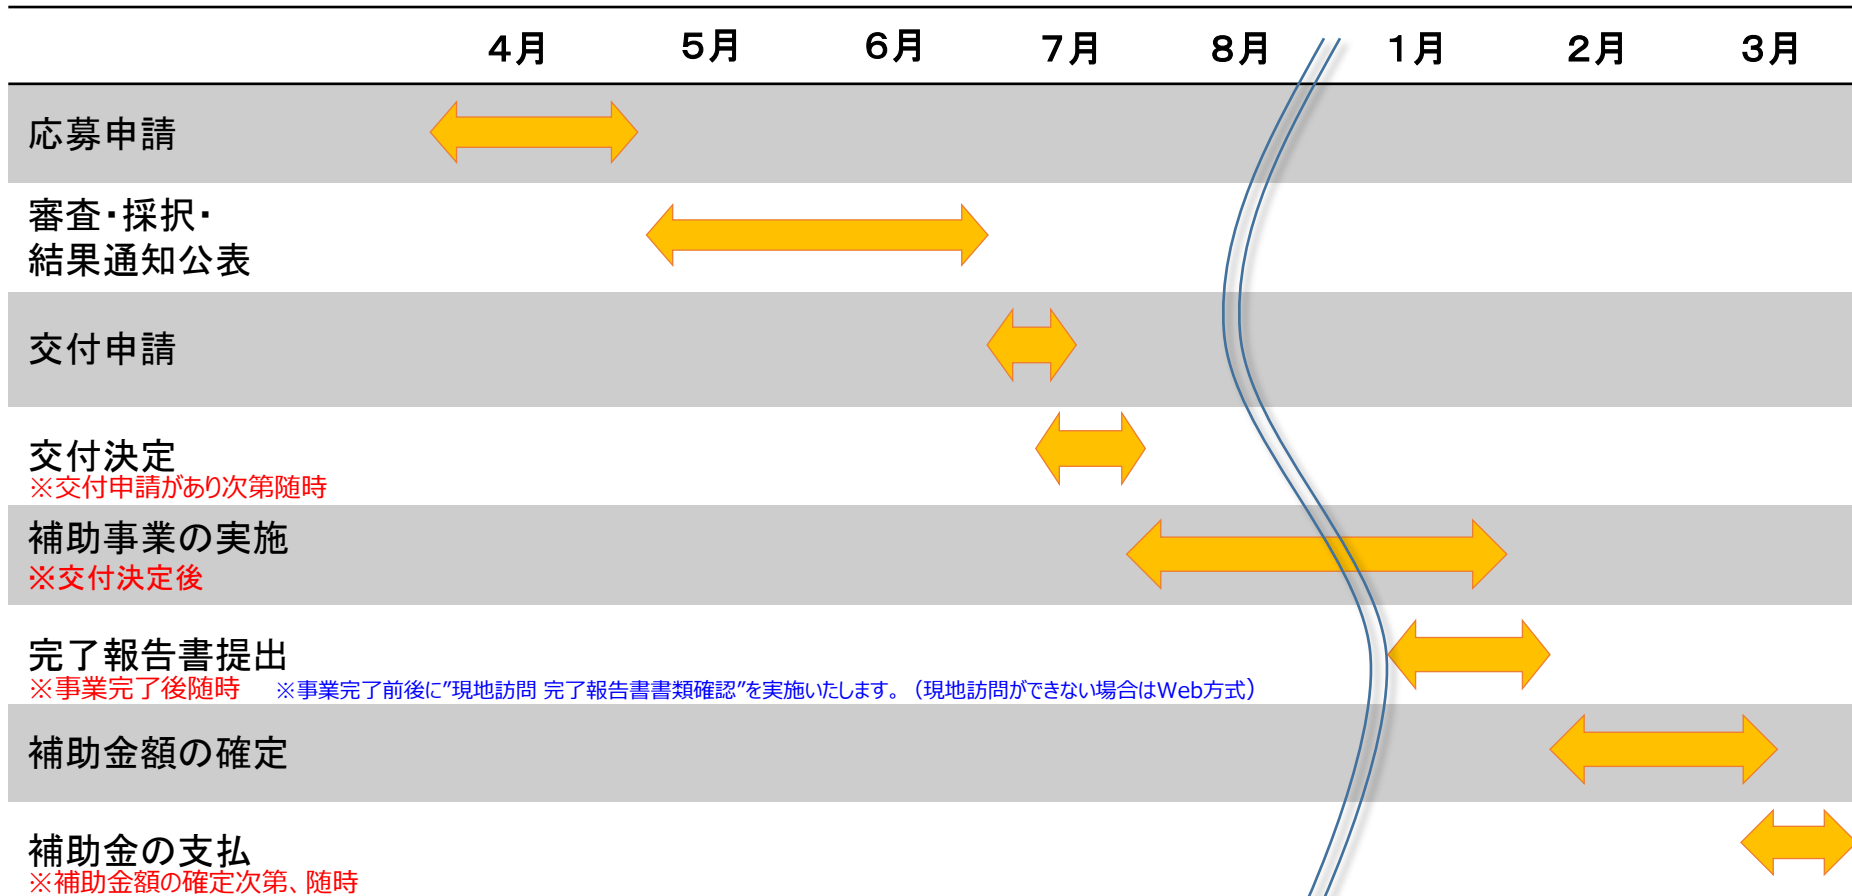 4月 5月 6月 7月 8月 1月 2月 3月
応募申請
審査・採択・
結果通知公表
交付申請
交付決定
※交付申請があり次第随時
補助事業の実施
※交付決定後
完了報告書提出
※事業完了後随時 ※事業完了前後に”現地訪問 完了報告書書類確認”を実施いたします。（現地訪問ができない場合はWeb方式）
補助金額の確定
補助金の支払
※補助金額の確定次第、随時